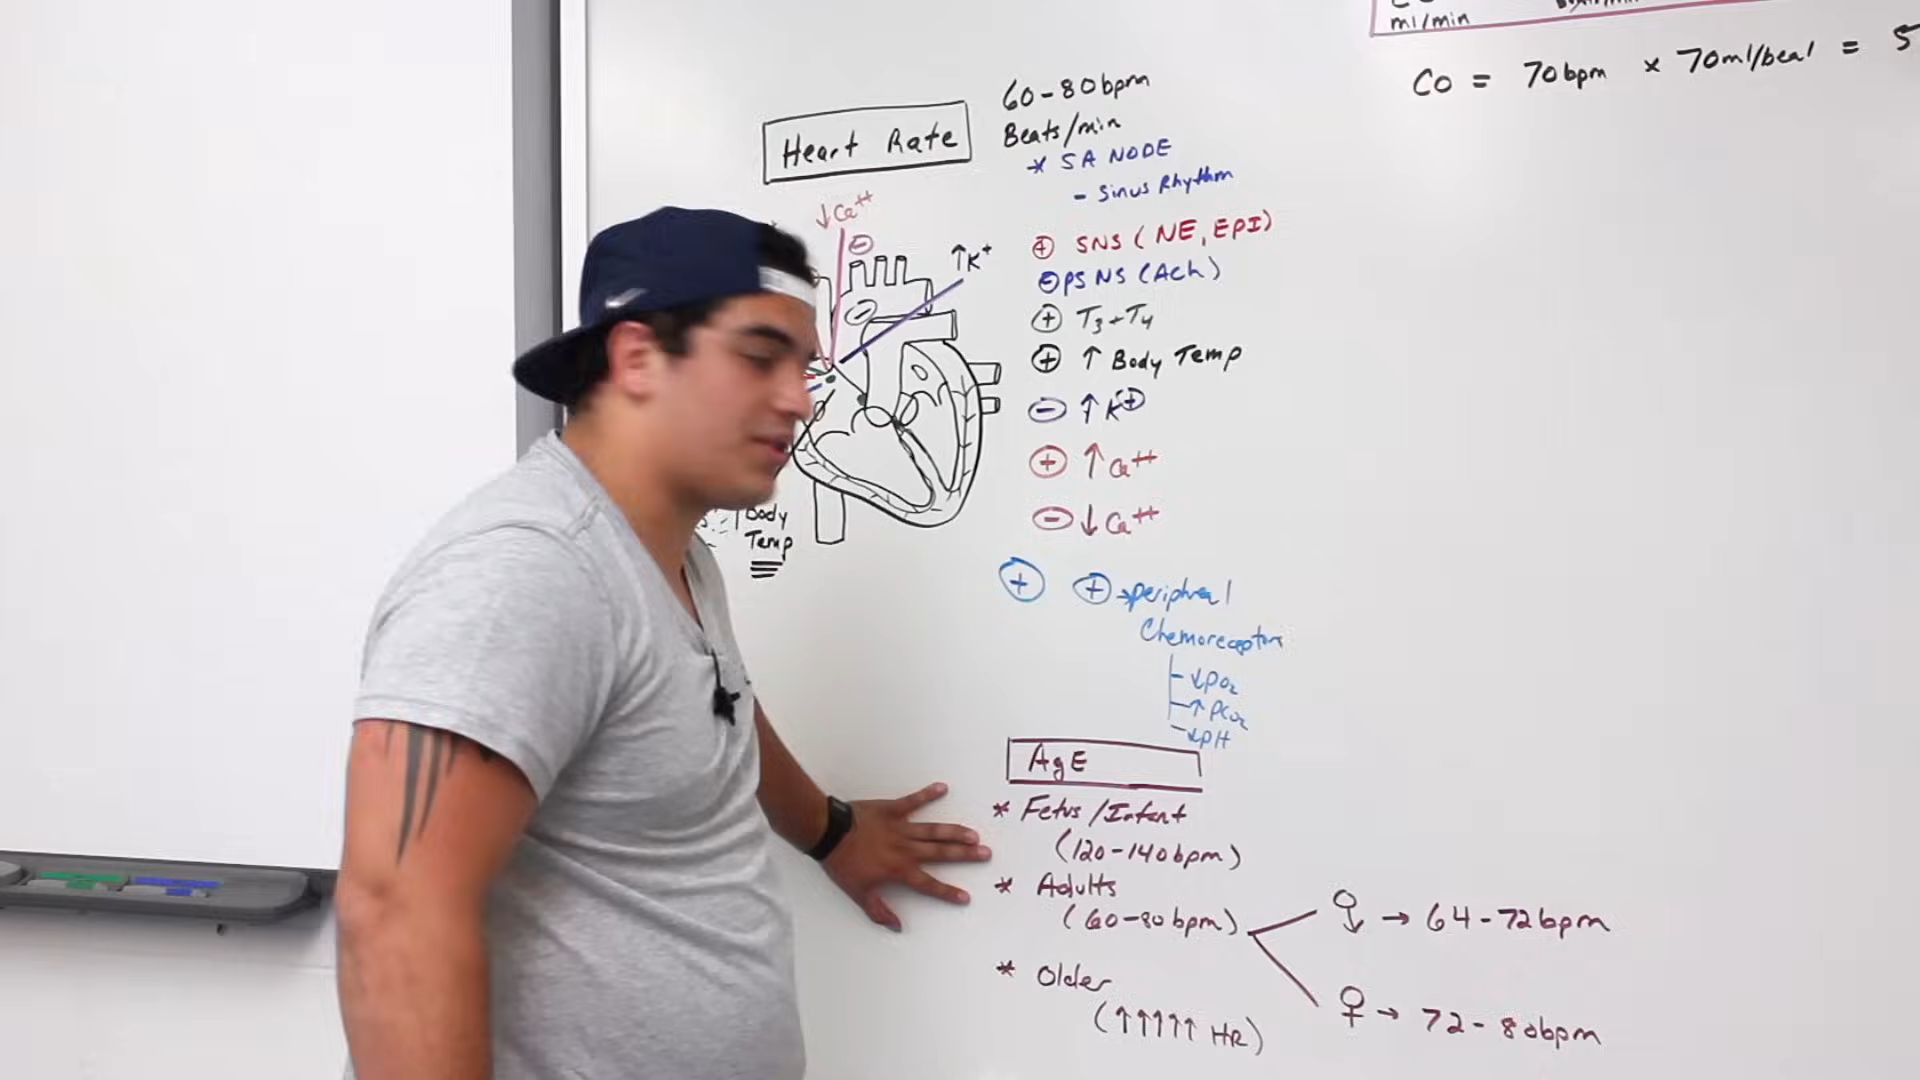 ml/min
CO = 70bpm × 70ml/beat = 5
60-80bpm
Beats/min
Heart Rate
* SA NODE
- Sinus Rhythm
↓Ca++
⊖
↑K+
⊖
⊕ SNS (NE, EPI)
⊖ PSNS (ACh)
⊕ T3+T4
⊕ ↑ Body Temp
⊖ ↑ K⊕
⊕ ↑ Ca++
⊖ ↓ Ca++
↑ Body
Temp
⊕ ⊕→periphreal
Chemoreceptors
↓PO2
↑PCO2
↓PH
AgE
* Fetus/Infant
(120-140bpm)
* Adults
(60-80bpm)
→ 64-72bpm
* Older
(↑↑↑↑↑ HR)
♀ → 72-80bpm